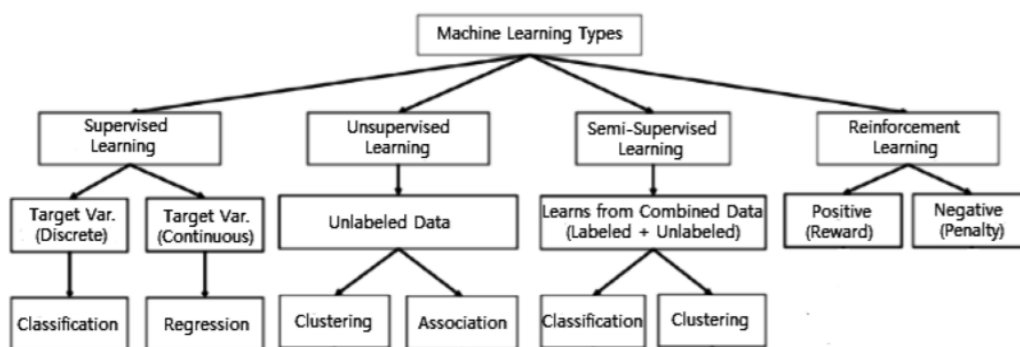 Machine Learning Types
Supervised
Learning
Unsupervised
Learning
Semi-Supervised
Learning
Reinforcement
Learning
Target Var.
(Discrete)
Target Var.
(Continuous)
Unlabeled Data
Learns from Combined Data
(Labeled + Unlabeled)
Positive
(Reward)
Negative
(Penalty)
Classification
Regression
Clustering
Association
Classification
Clustering